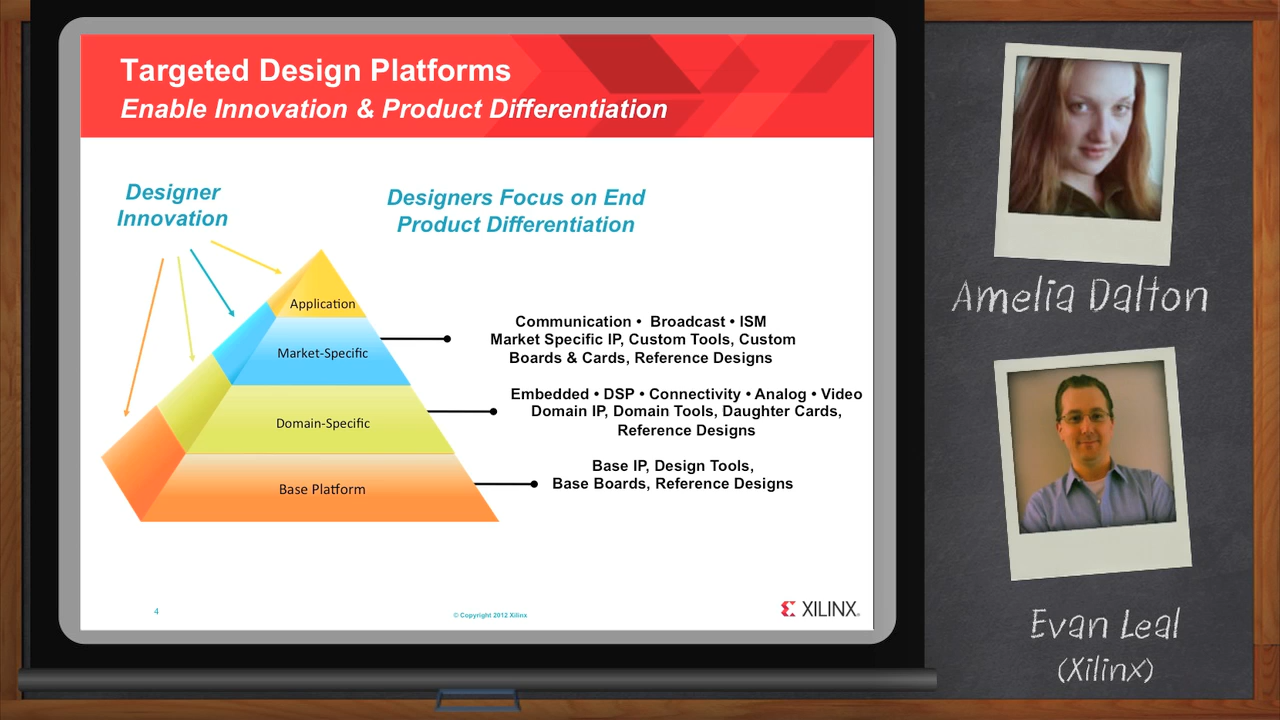 Targeted Design Platforms
Enable Innovation & Product Differentiation
Designer
Innovation
Designers Focus on End
Product Differentiation
Application
Market-Specific
Domain-Specific
Base Platform
Communication • Broadcast • ISM
Market Specific IP, Custom Tools, Custom
Boards & Cards, Reference Designs
Embedded • DSP • Connectivity • Analog • Video
Domain IP, Domain Tools, Daughter Cards,
Reference Designs
Base IP, Design Tools,
Base Boards, Reference Designs
4
© Copyright 2012 Xilinx
XILINX®
Amelia Dalton
Evan Leal
(Xilinx)